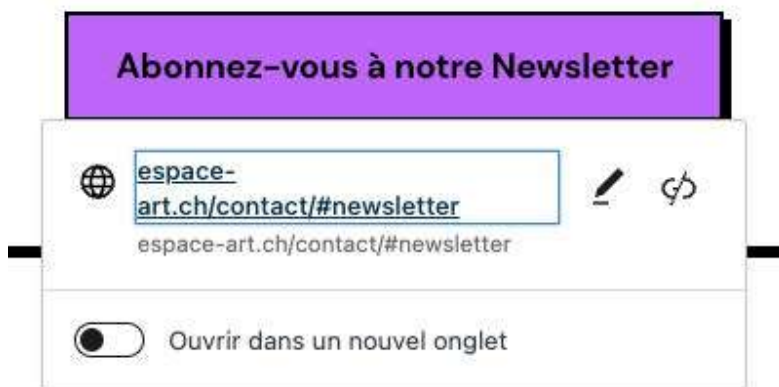 Abonnez-vous à notre Newsletter
espace-
art.ch/contact/#newsletter
espace-art.ch/contact/#newsletter
Ouvrir dans un nouvel onglet